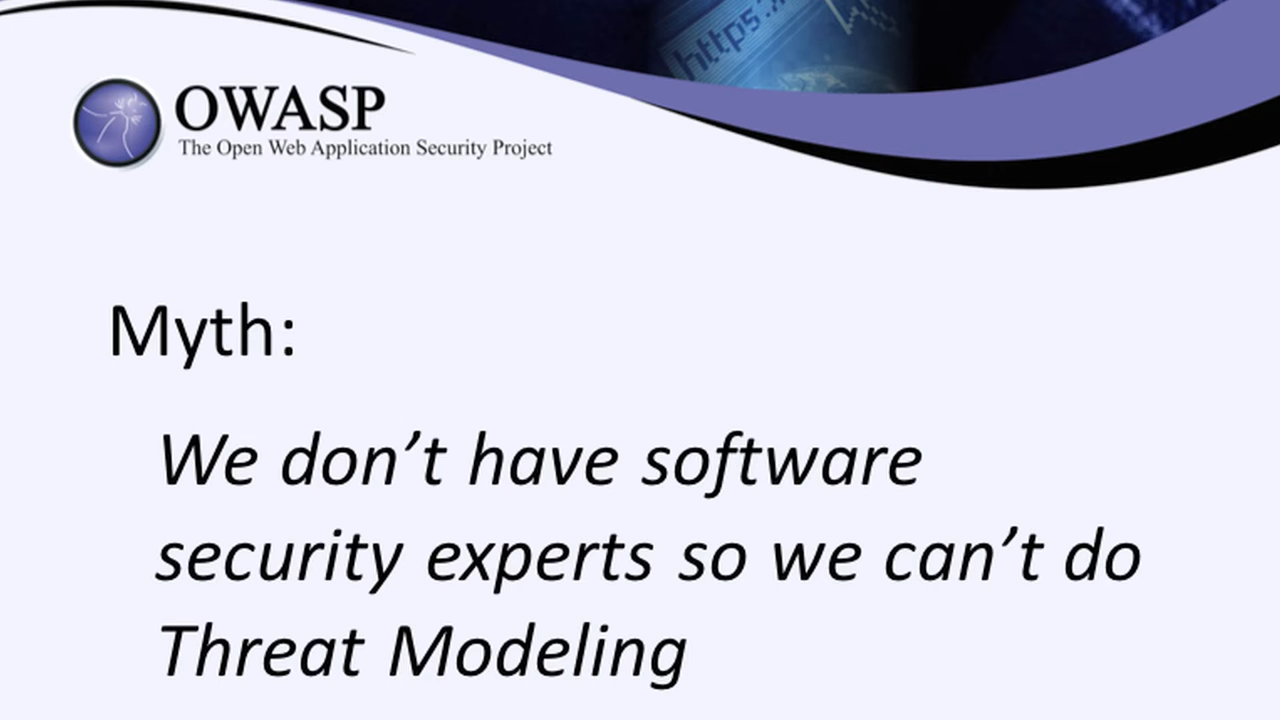 https:/
OWASP
The Open Web Application Security Project
Myth:
We don’t have software
security experts so we can’t do
Threat Modeling